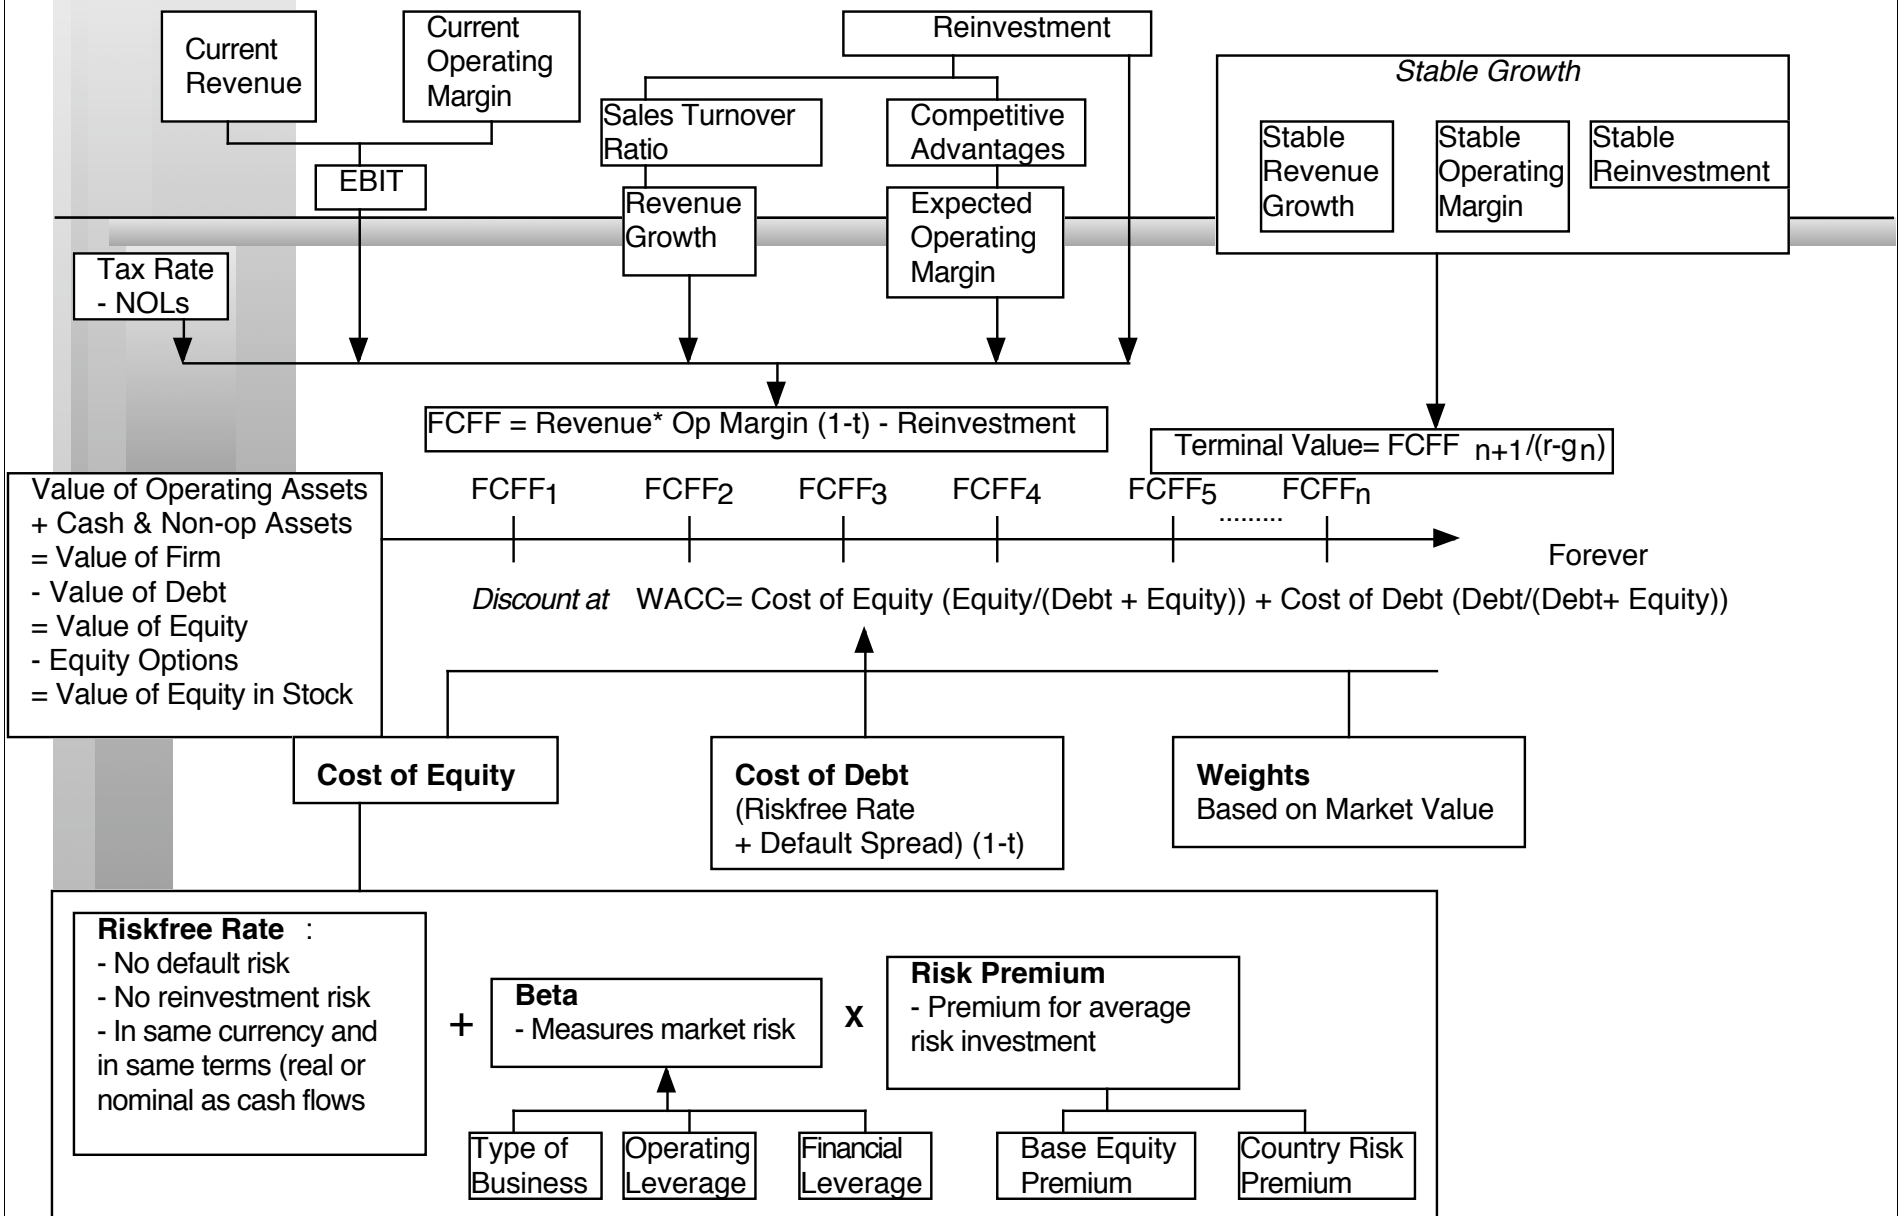 Current
Revenue
Current
Operating
Margin
Reinvestment
Stable Growth
Sales Turnover
Ratio
Competitive
Advantages
Stable
Revenue
Growth
Stable
Operating
Margin
Stable
Reinvestment
EBIT
Revenue
Growth
Expected
Operating
Margin
Tax Rate
- NOLs
FCFF = Revenue* Op Margin (1-t) - Reinvestment
Terminal Value= FCFF n+1/(r-gn)
Value of Operating Assets
+ Cash & Non-op Assets
= Value of Firm
- Value of Debt
= Value of Equity
- Equity Options
= Value of Equity in Stock
FCFF1 FCFF2 FCFF3 FCFF4 FCFF5 ......... FCFFn
Forever
Discount at WACC= Cost of Equity (Equity/(Debt + Equity)) + Cost of Debt (Debt/(Debt+ Equity))
Cost of Equity
Cost of Debt
(Riskfree Rate
+ Default Spread) (1-t)
Weights
Based on Market Value
Riskfree Rate :
- No default risk
- No reinvestment risk
- In same currency and
in same terms (real or
nominal as cash flows
+
Beta
- Measures market risk
X
Risk Premium
- Premium for average
risk investment
Type of
Business
Operating
Leverage
Financial
Leverage
Base Equity
Premium
Country Risk
Premium